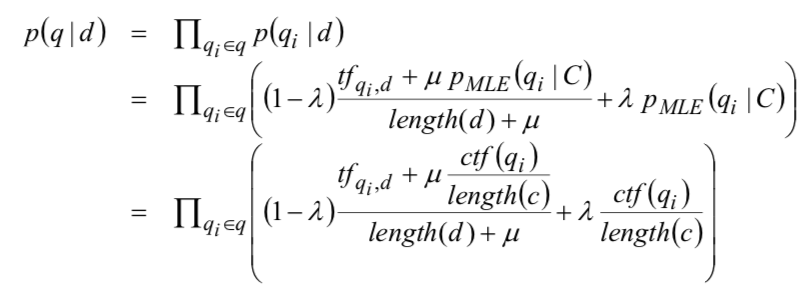 p(q | d) = ∏_{q_i∈q} p(q_i | d)
= ∏_{q_i∈q} ( (1−λ) (tf_{q_i,d} + μ p_{MLE}(q_i | C)) / (length(d) + μ) + λ p_{MLE}(q_i | C) )
= ∏_{q_i∈q} ( (1−λ) (tf_{q_i,d} + μ ctf(q_i) / length(c)) / (length(d) + μ) + λ ctf(q_i) / length(c) )